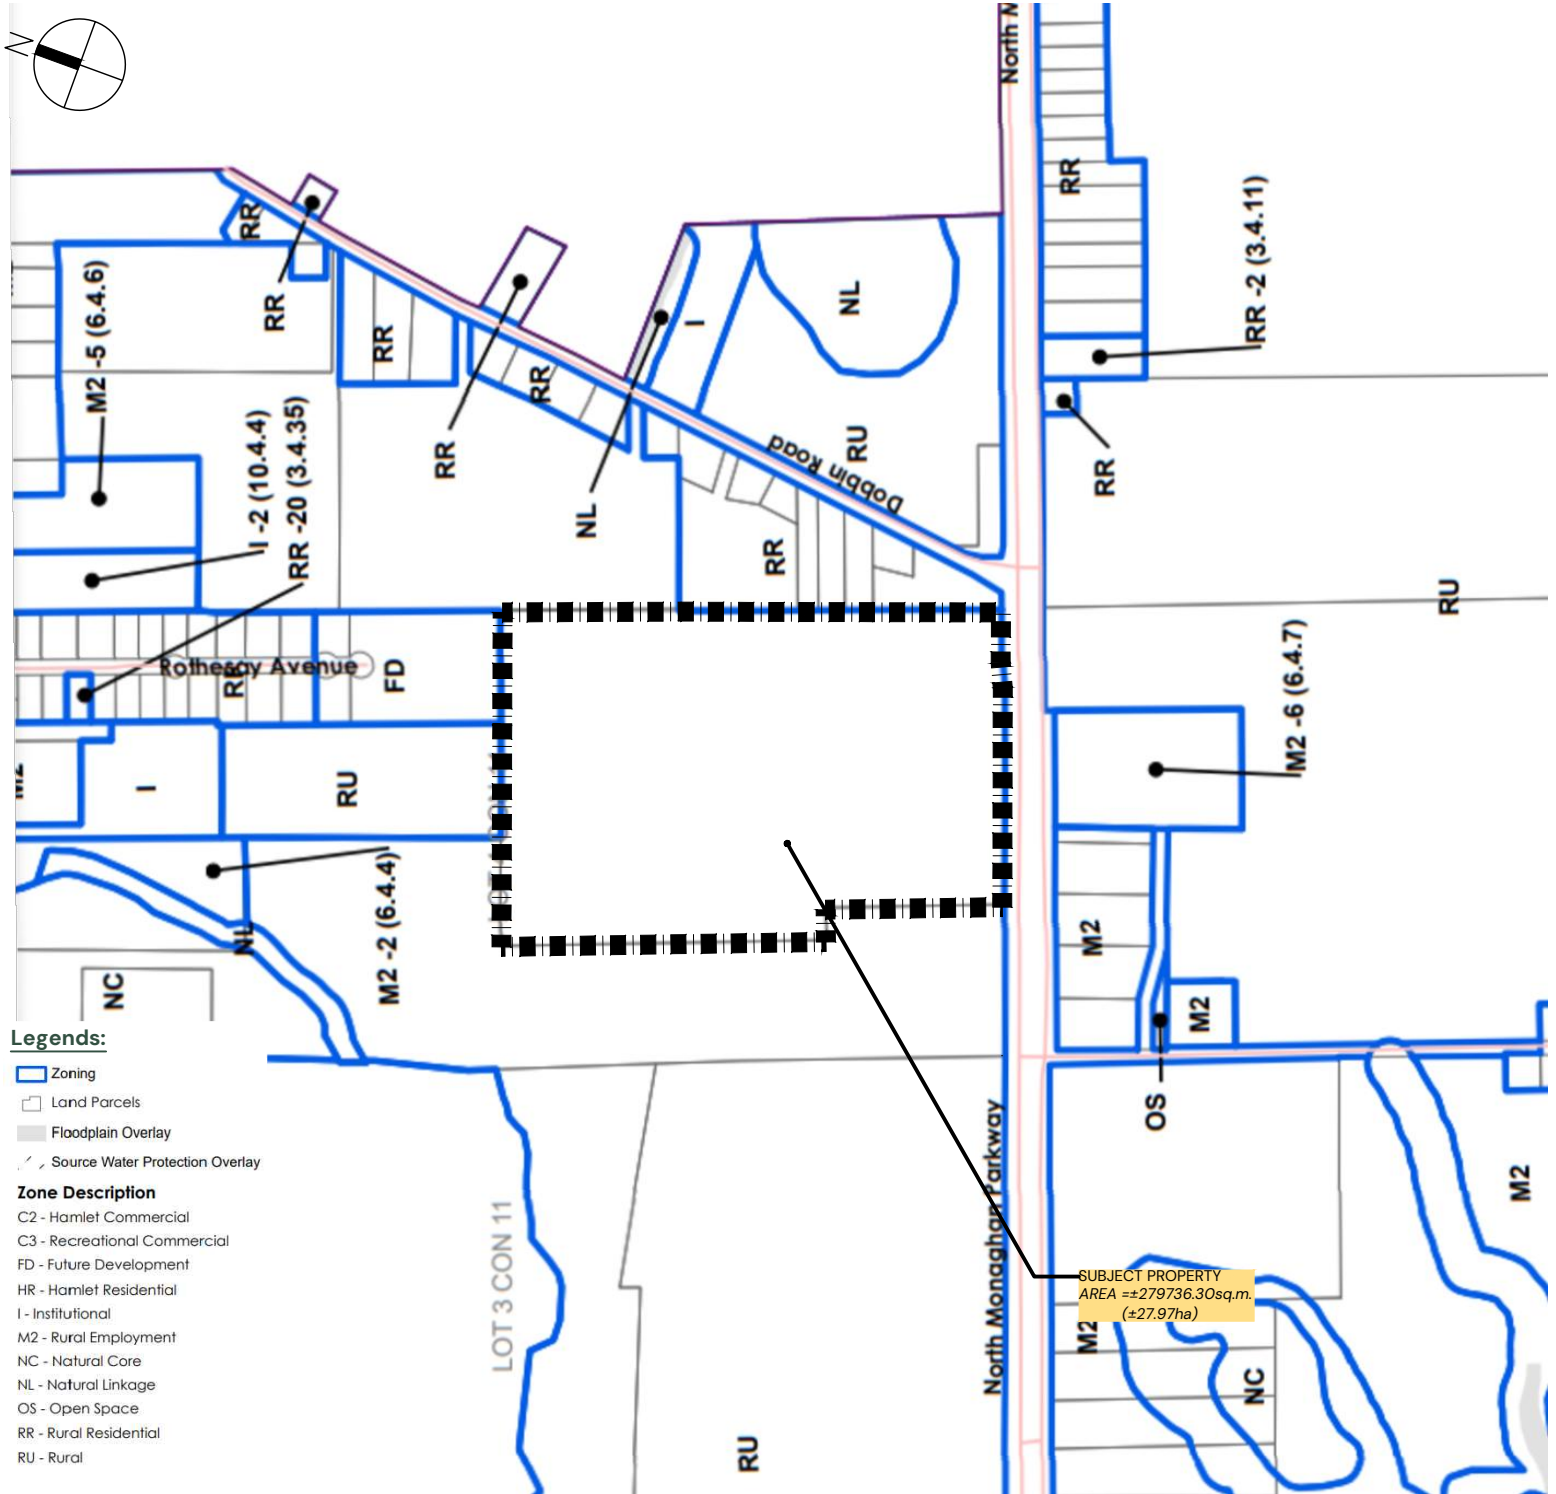 N
North M
RR
RR -2 (3.4.11)
RR
RR
M2 -5 (6.4.6)
RR
RR
RR
I
NL
RU
Dobbin Road
RR
I -2 (10.4.4)
RR -20 (3.4.35)
RR
NL
RR
RU
Rothesay Avenue
RR
FD
M2 -6 (6.4.7)
M2
I
RU
M2 -2 (6.4.4)
NL
NC
M2
M2
OS
M2
North Monaghan Parkway
LOT 3 CON 11
RU
SUBJECT PROPERTY
AREA =±279736.30sq.m.
(±27.97ha)
M2
NC
Legends:
Zoning
Land Parcels
Floodplain Overlay
Source Water Protection Overlay
Zone Description
C2 - Hamlet Commercial
C3 - Recreational Commercial
FD - Future Development
HR - Hamlet Residential
I - Institutional
M2 - Rural Employment
NC - Natural Core
NL - Natural Linkage
OS - Open Space
RR - Rural Residential
RU - Rural